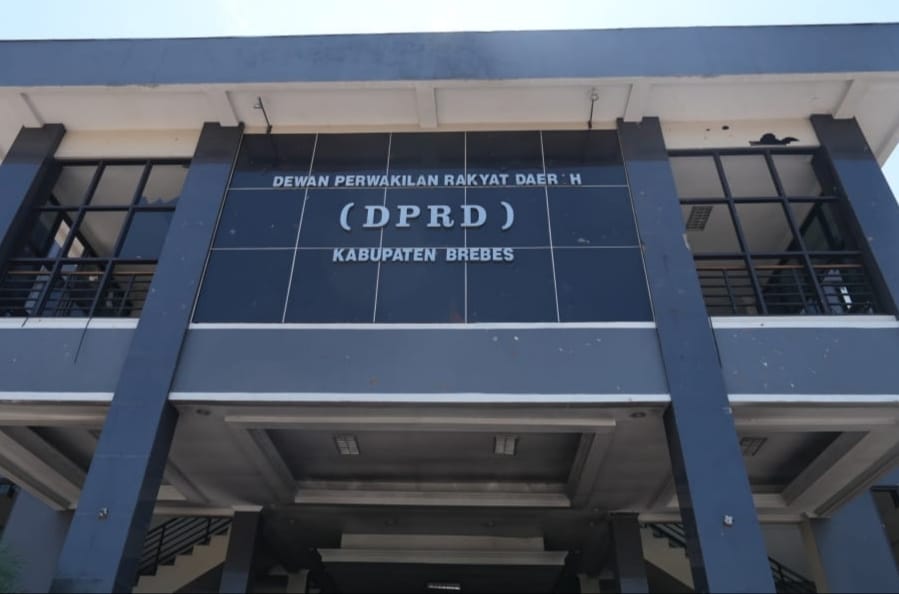 DEWAN PERWAKILAN RAKYAT DAER H
(DPRD)
KABUPATEN BREBES